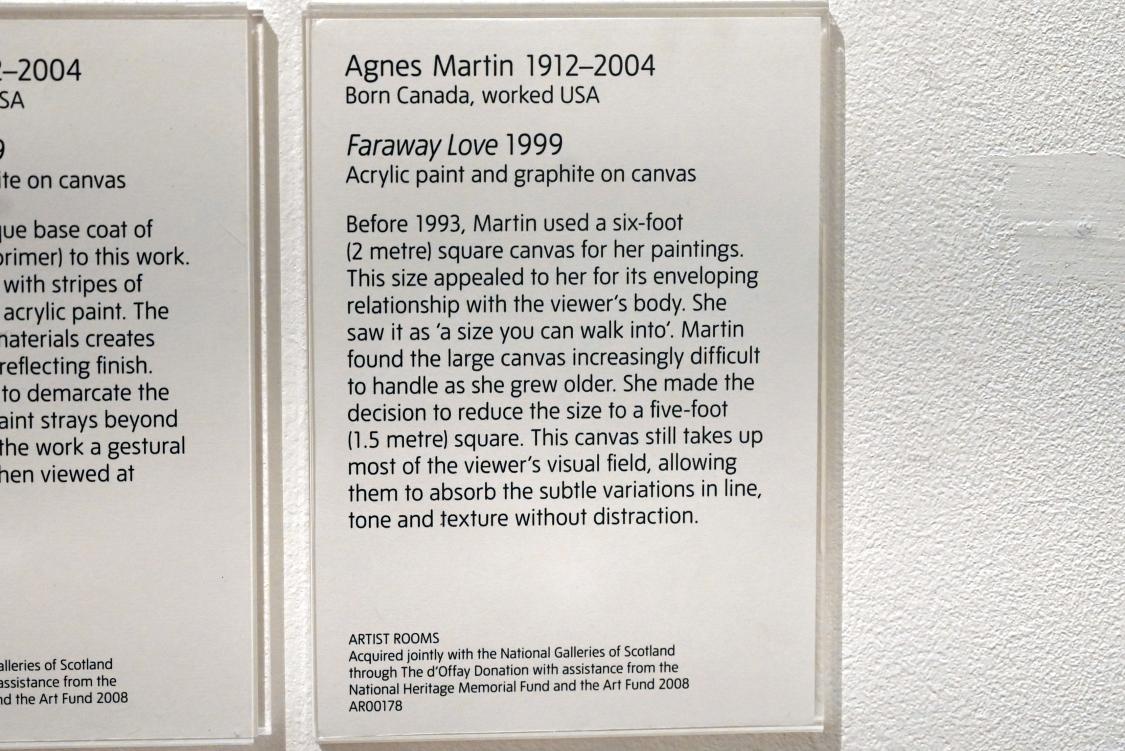 2–2004
SA
9
ite on canvas
que base coat of
primer) to this work.
with stripes of
acrylic paint. The
materials creates
reflecting finish.
to demarcate the
aint strays beyond
the work a gestural
hen viewed at
alleries of Scotland
assistance from the
nd the Art Fund 2008
Agnes Martin 1912–2004
Born Canada, worked USA
Faraway Love 1999
Acrylic paint and graphite on canvas
Before 1993, Martin used a six-foot
(2 metre) square canvas for her paintings.
This size appealed to her for its enveloping
relationship with the viewer's body. She
saw it as 'a size you can walk into'. Martin
found the large canvas increasingly difficult
to handle as she grew older. She made the
decision to reduce the size to a five-foot
(1.5 metre) square. This canvas still takes up
most of the viewer's visual field, allowing
them to absorb the subtle variations in line,
tone and texture without distraction.
ARTIST ROOMS
Acquired jointly with the National Galleries of Scotland
through The d'Offay Donation with assistance from the
National Heritage Memorial Fund and the Art Fund 2008
AR00178